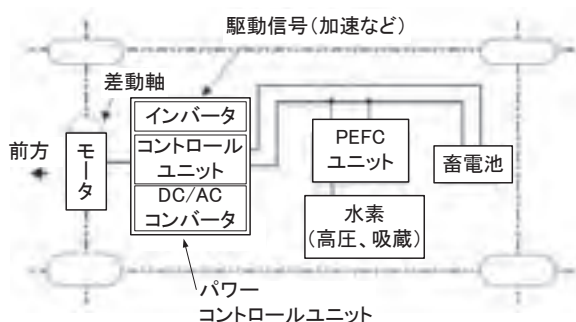 駆動信号（加速など）
差動軸
前方
モータ
インバータ
コントロール
ユニット
DC/AC
コンバータ
PEFC
ユニット
水素
（高圧、吸蔵）
畜電池
パワー
コントロールユニット